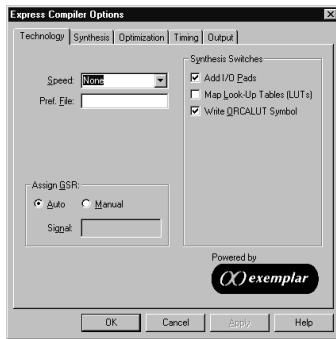 Express Compiler Options
Technology Synthesis Optimization Timing Output
Speed: None
Pref. File:
Synthesis Switches
Add I/O Pads
Map Look-Up Tables (LUTs)
Write ORCALUT Symbol
Assign GSR:
Auto Manual
Signal:
Powered by
exemplar
OK Cancel Apply Help